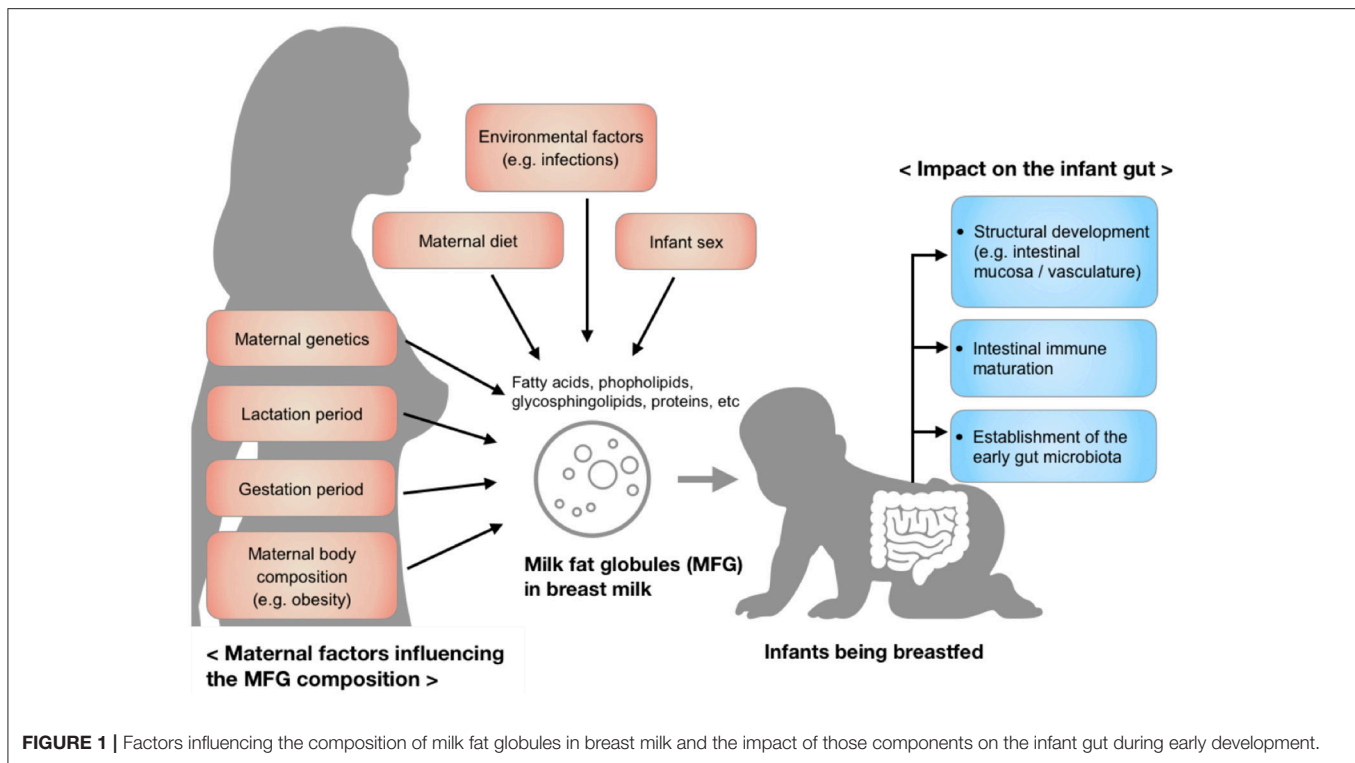 Environmental factors
(e.g. infections)
Maternal diet
Infant sex
Maternal genetics
Lactation period
Gestation period
Maternal body
composition
(e.g. obesity)
< Maternal factors influencing
the MFG composition >
Fatty acids, phopholipids,
glycosphingolipids, proteins, etc
Milk fat globules (MFG)
in breast milk
< Impact on the infant gut >
• Structural development
(e.g. intestinal
mucosa / vasculature)
• Intestinal immune
maturation
• Establishment of the
early gut microbiota
Infants being breastfed
FIGURE 1 | Factors influencing the composition of milk fat globules in breast milk and the impact of those components on the infant gut during early development.